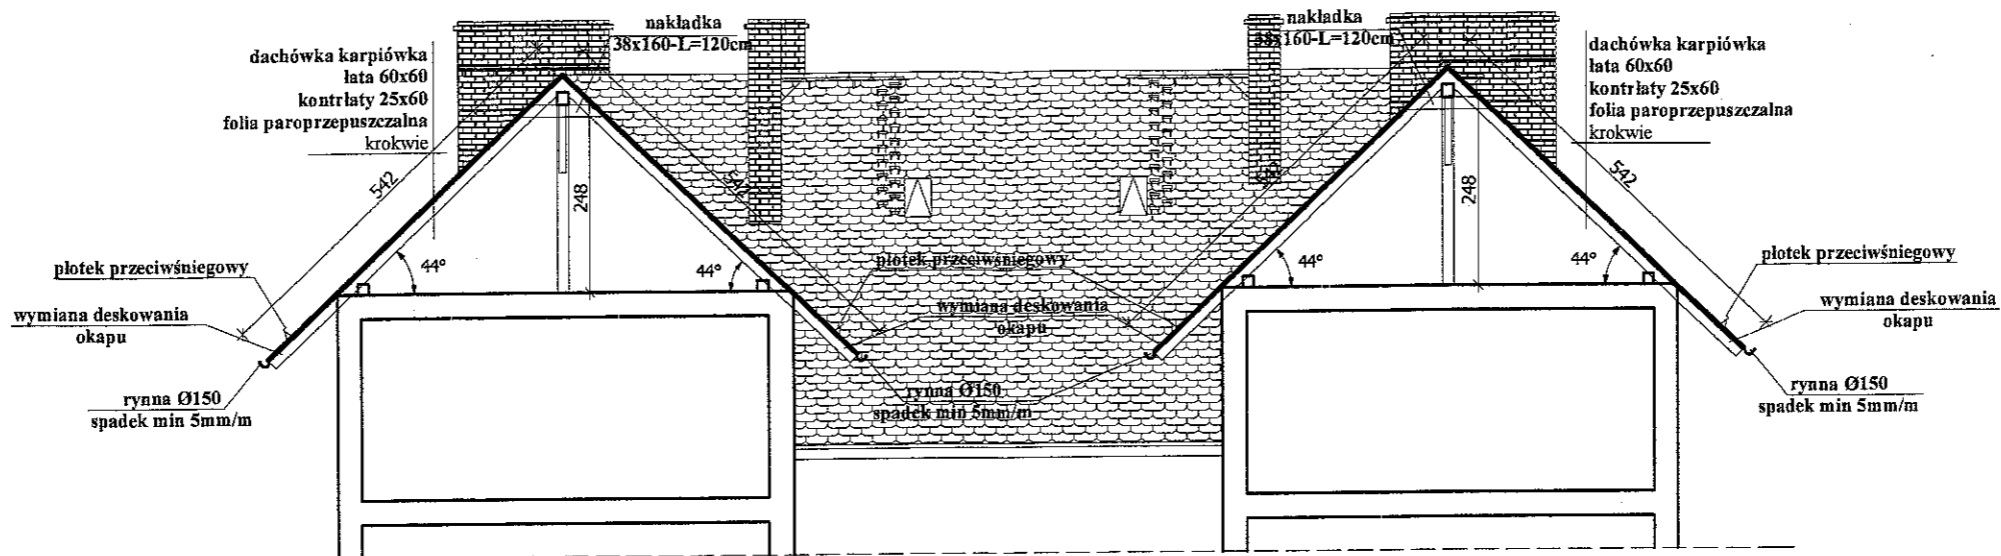 nakładka
38x160-L=120cm
dachówka karpiówka
łata 60x60
kontrłaty 25x60
folia paroprzepuszczalna
krokwie
542
542
248
44°
44°
płotek przeciwśniegowy
wymiana deskowania
okapu
rynna Ø150
spadek min 5mm/m
płotek przeciwśniegowy
wymiana deskowania
okapu
rynna Ø150
spadek min 5mm/m
nakładka
38x160-L=120cm
dachówka karpiówka
łata 60x60
kontrłaty 25x60
folia paroprzepuszczalna
krokwie
542
248
44°
44°
płotek przeciwśniegowy
wymiana deskowania
okapu
rynna Ø150
spadek min 5mm/m